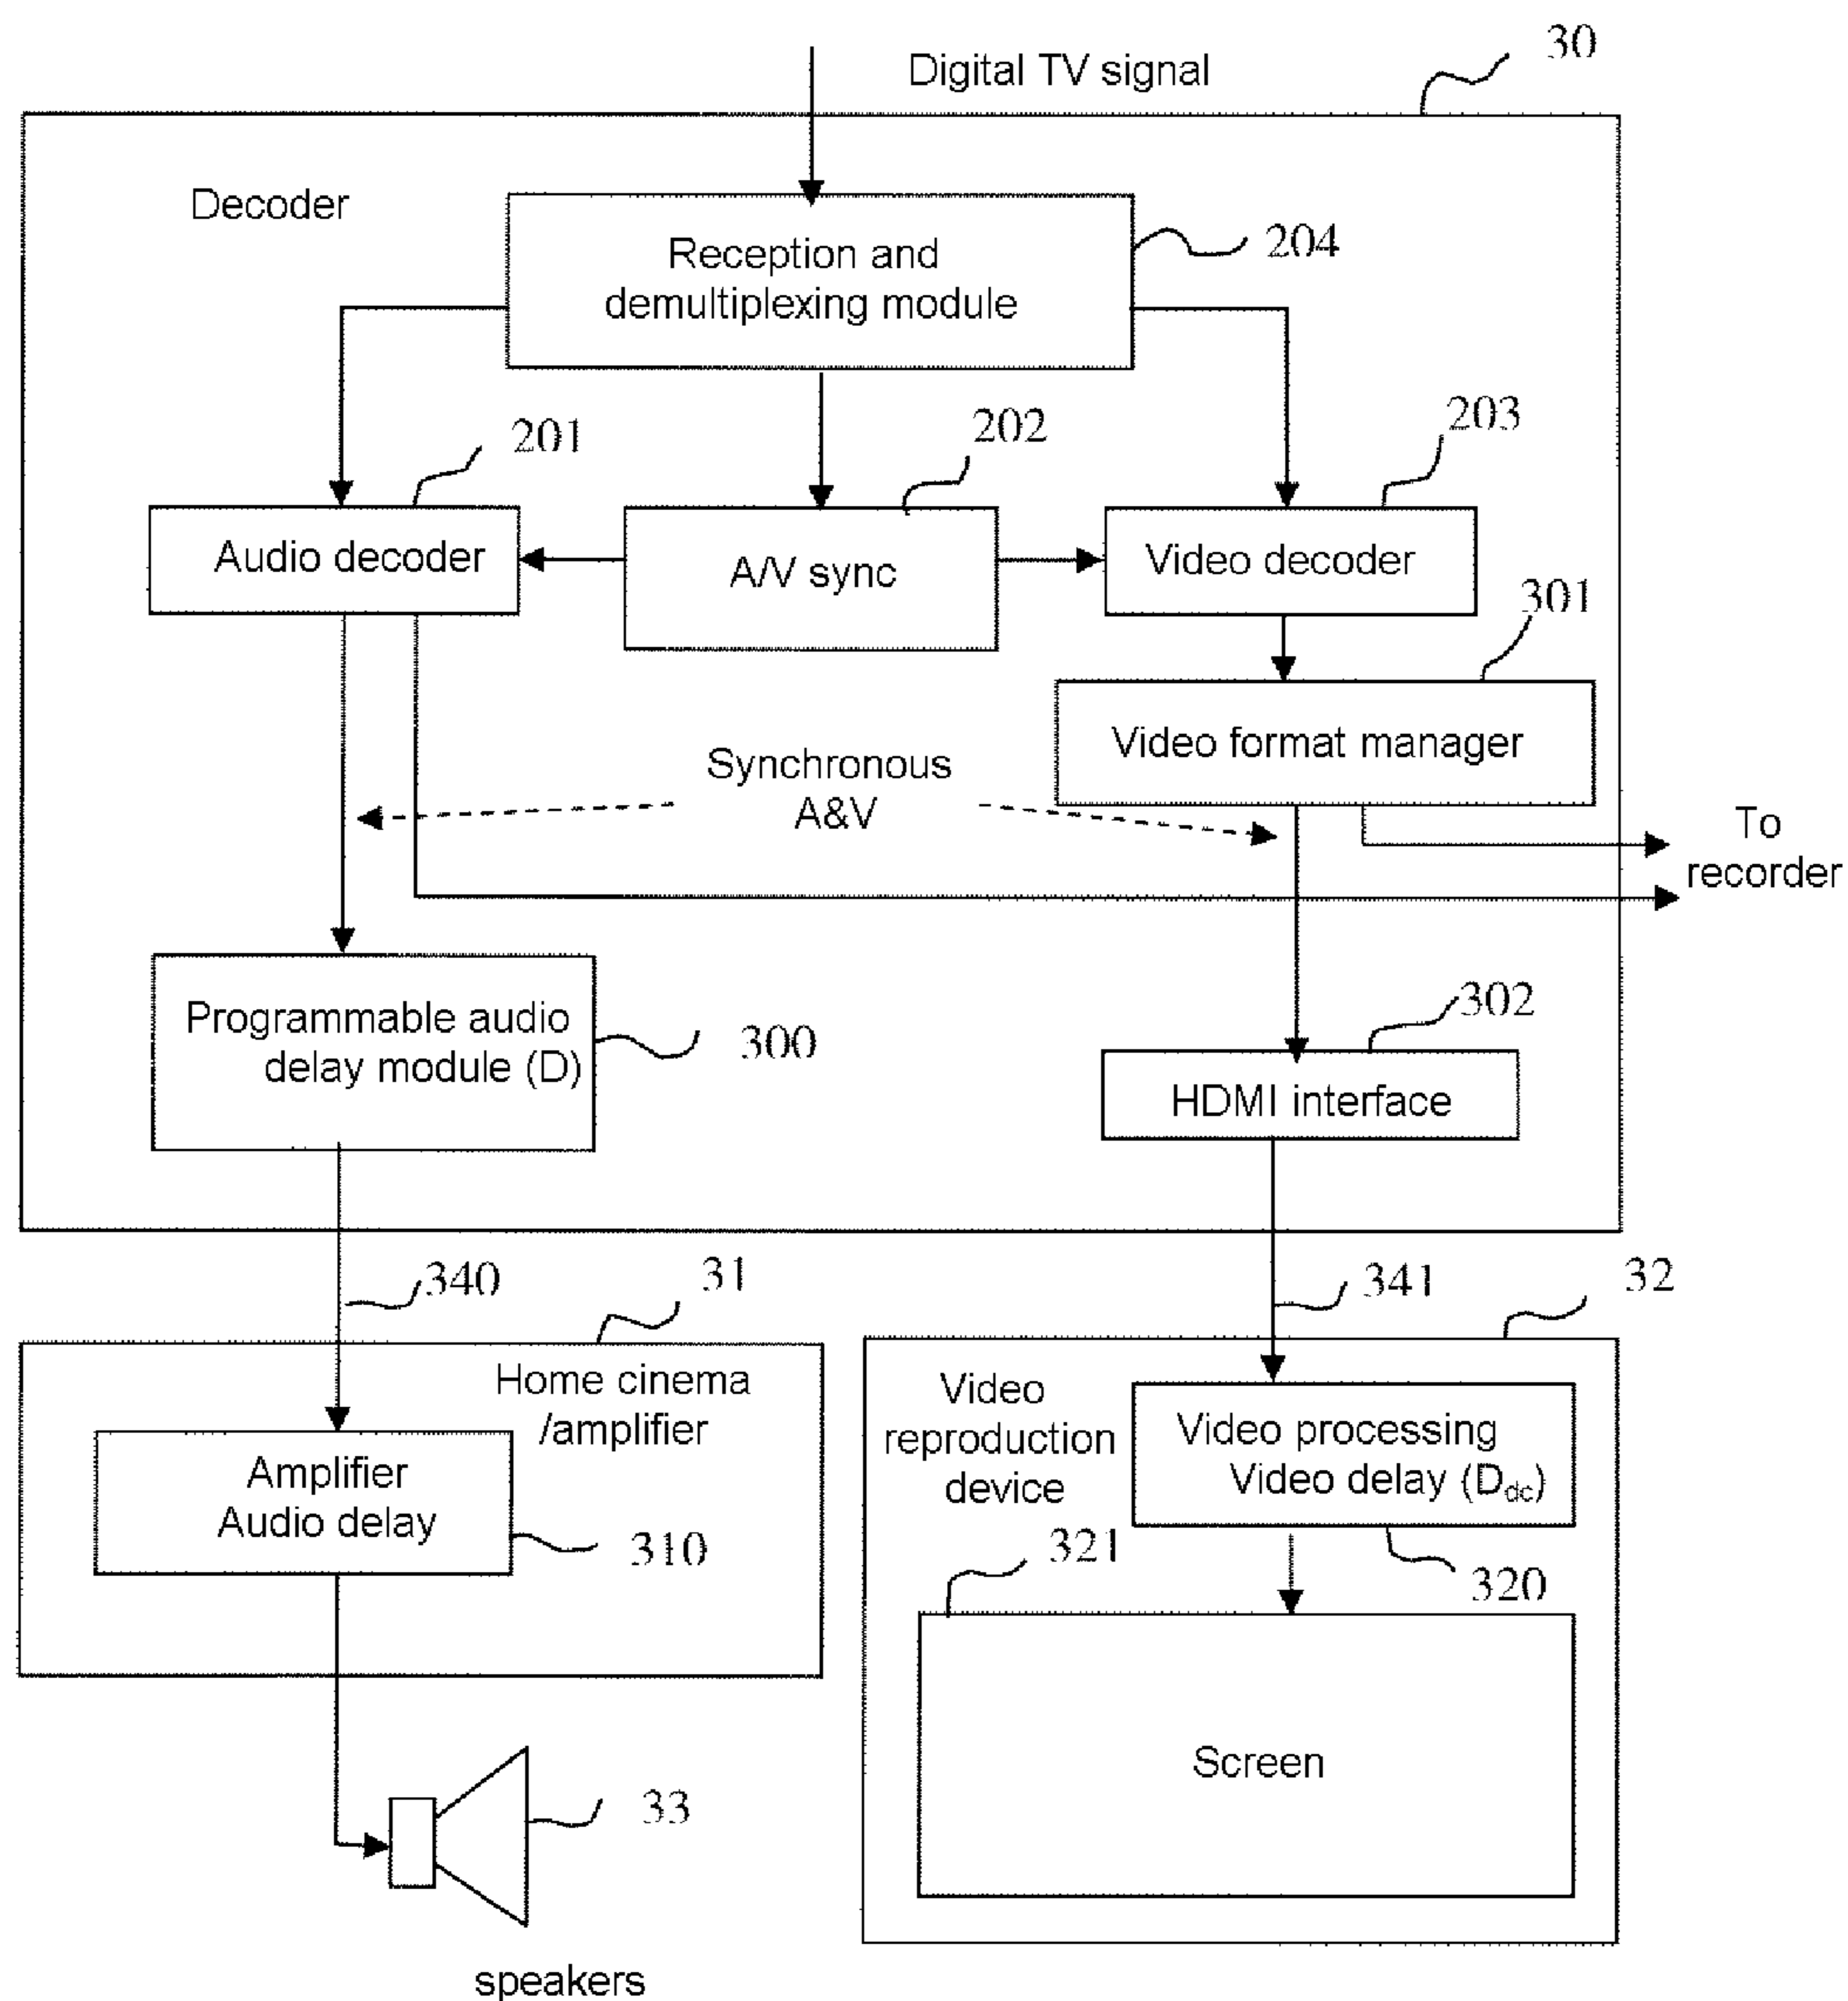 Digital TV signal
30
Decoder
Reception and
demultiplexing module
204
201
202
203
Audio decoder
A/V sync
Video decoder
301
Video format manager
Synchronous
A&V
To
recorder
Programmable audio
delay module (D)
300
302
HDMI interface
340
31
341
32
Home cinema
/amplifier
Amplifier
Audio delay
310
Video
reproduction
device
Video processing
Video delay (Ddc)
321
320
Screen
33
speakers